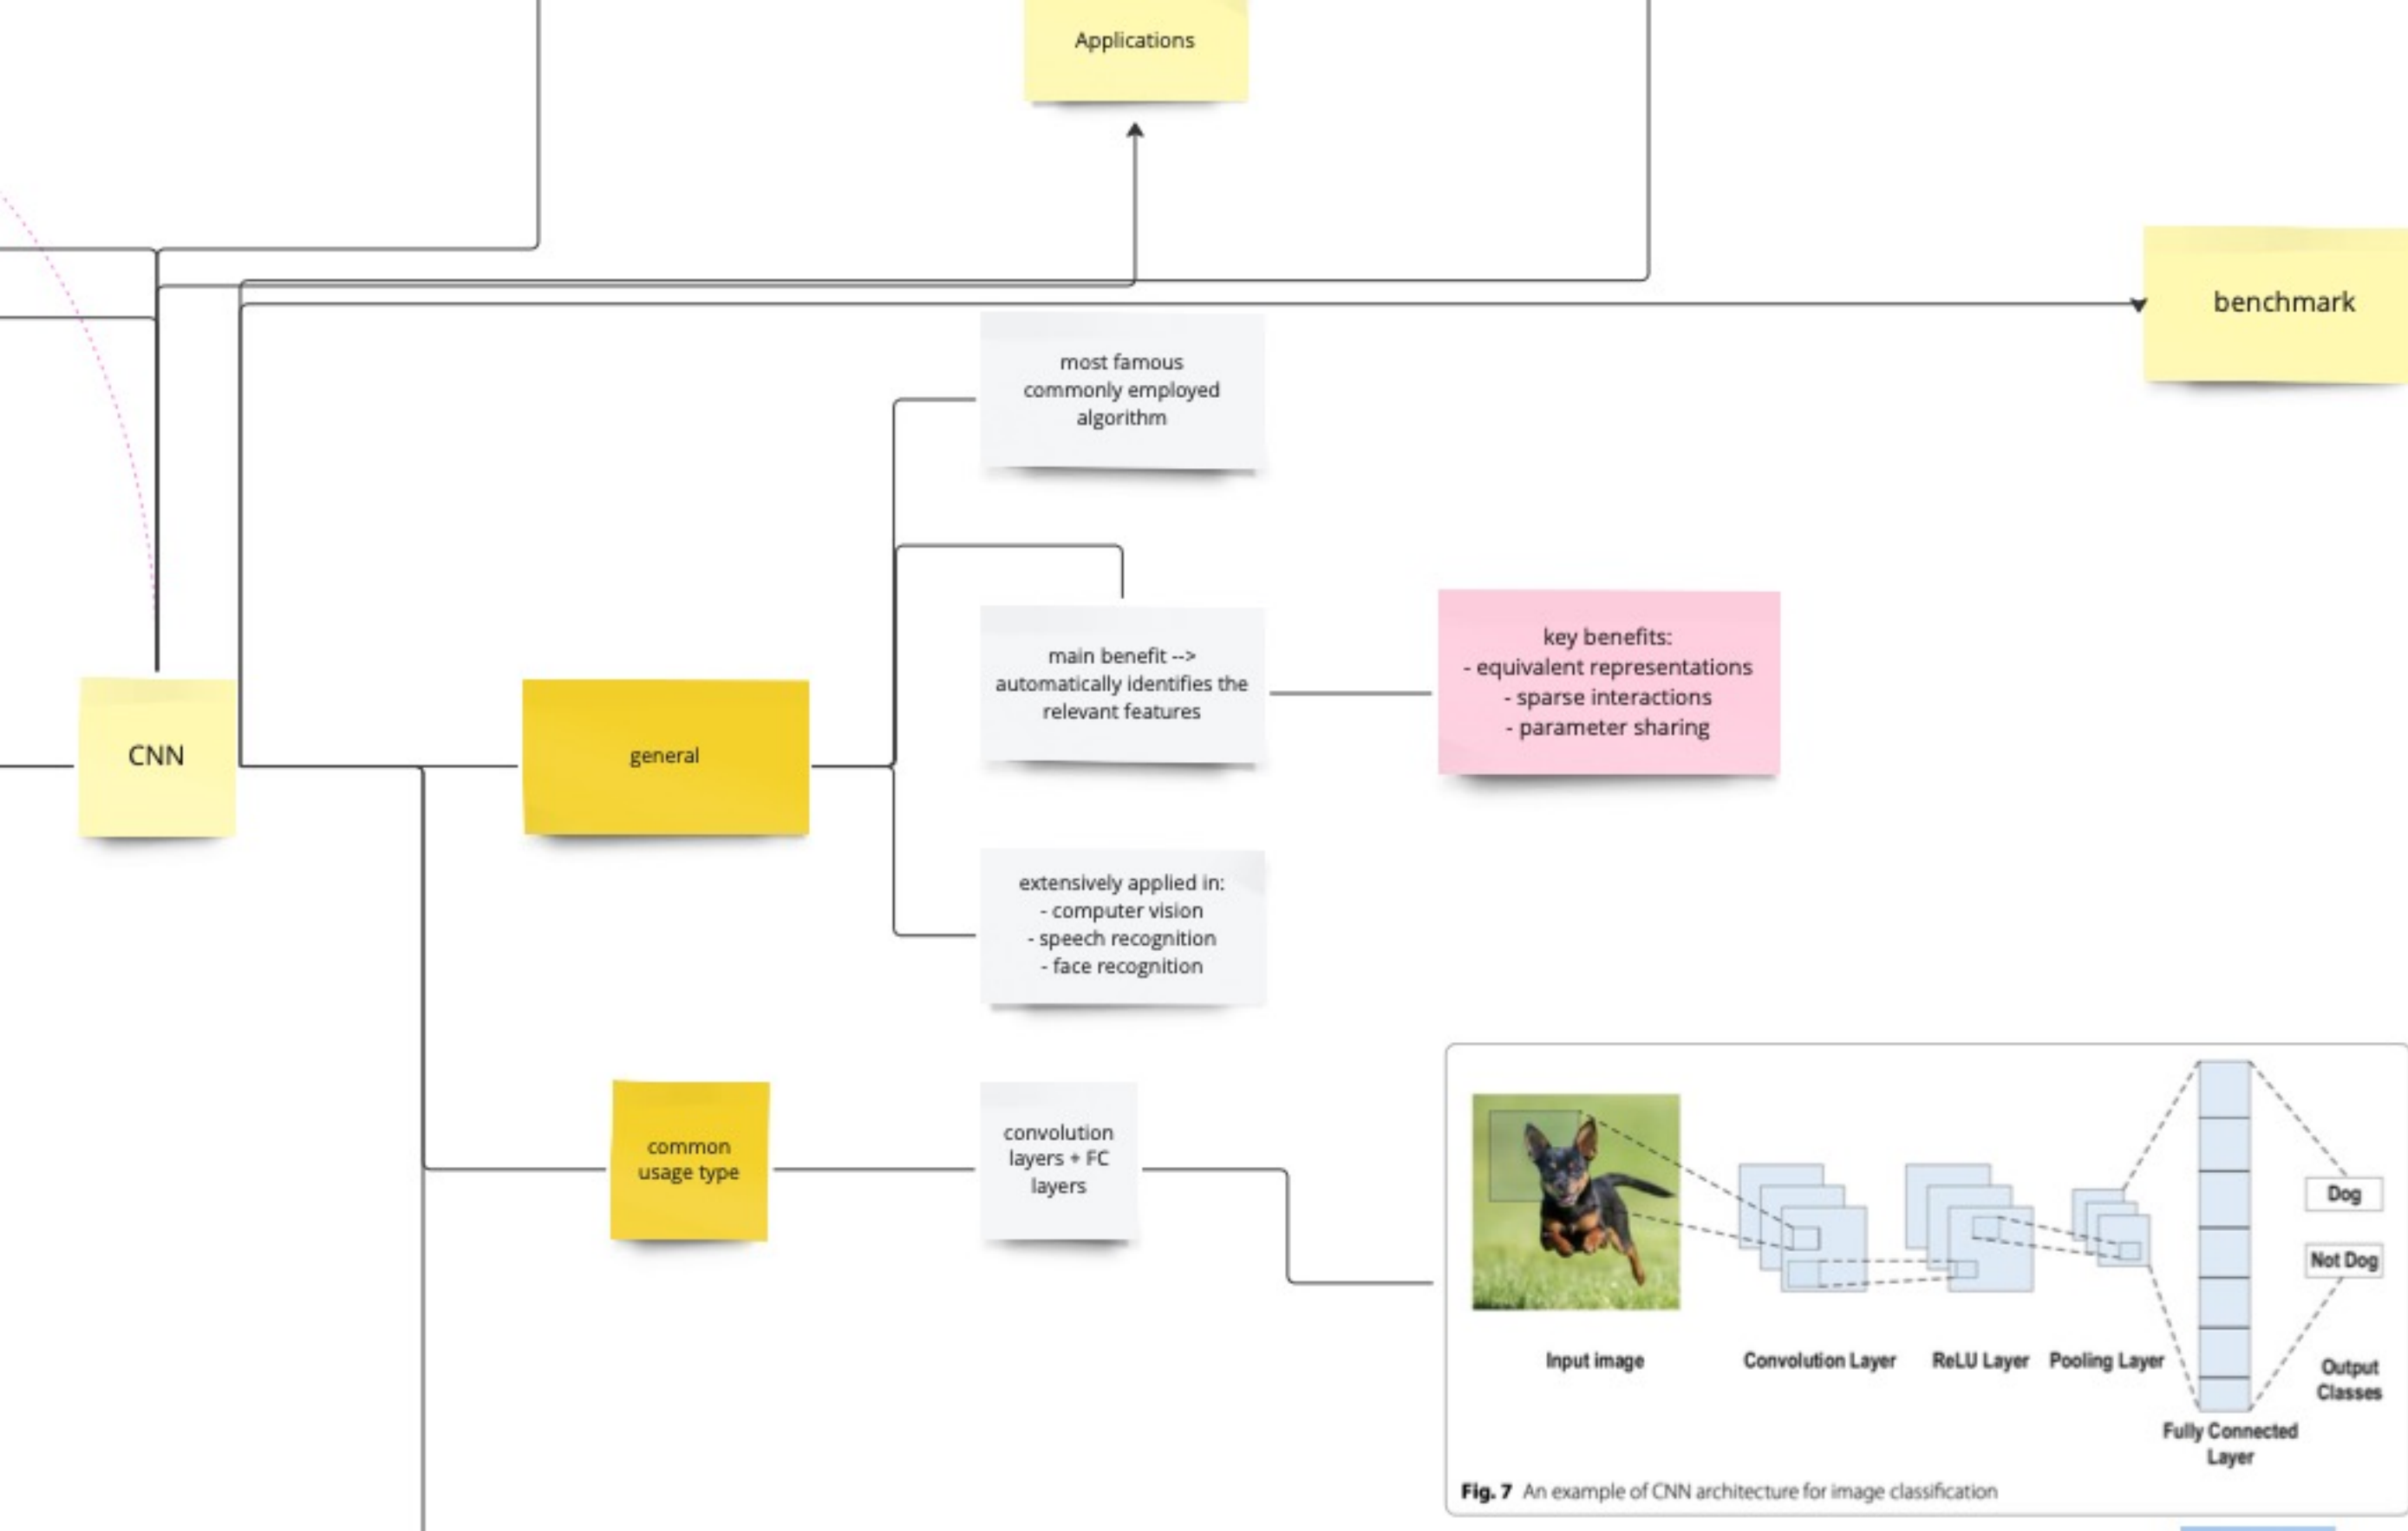 Applications
benchmark
most famous
commonly employed
algorithm
main benefit -->
automatically identifies the
relevant features
key benefits:
- equivalent representations
- sparse interactions
- parameter sharing
CNN
general
extensively applied in:
- computer vision
- speech recognition
- face recognition
common
usage type
convolution
layers + FC
layers
Dog
Not Dog
Input image
Convolution Layer
ReLU Layer
Pooling Layer
Output
Classes
Fully Connected
Layer
Fig. 7 An example of CNN architecture for image classification